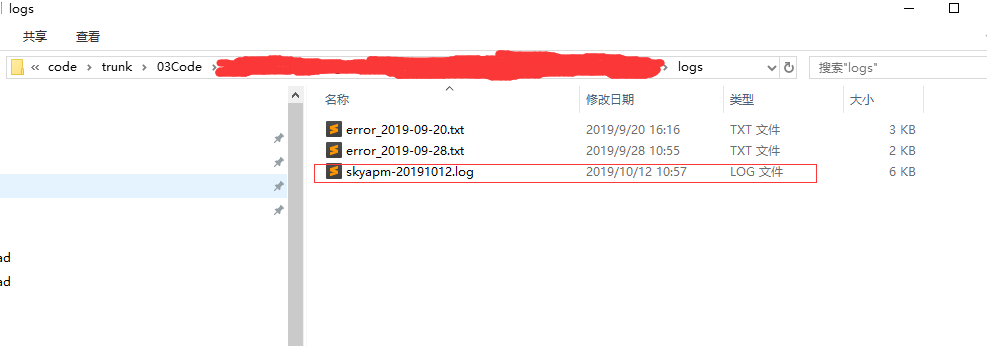 logs
共享 查看
« code › trunk › 03Code › › logs 搜索"logs"
名称 修改日期 类型 大小
error_2019-09-20.txt 2019/9/20 16:16 TXT 文件 3 KB
error_2019-09-28.txt 2019/9/28 10:55 TXT 文件 2 KB
skyapm-20191012.log 2019/10/12 10:57 LOG 文件 6 KB
ad
ad